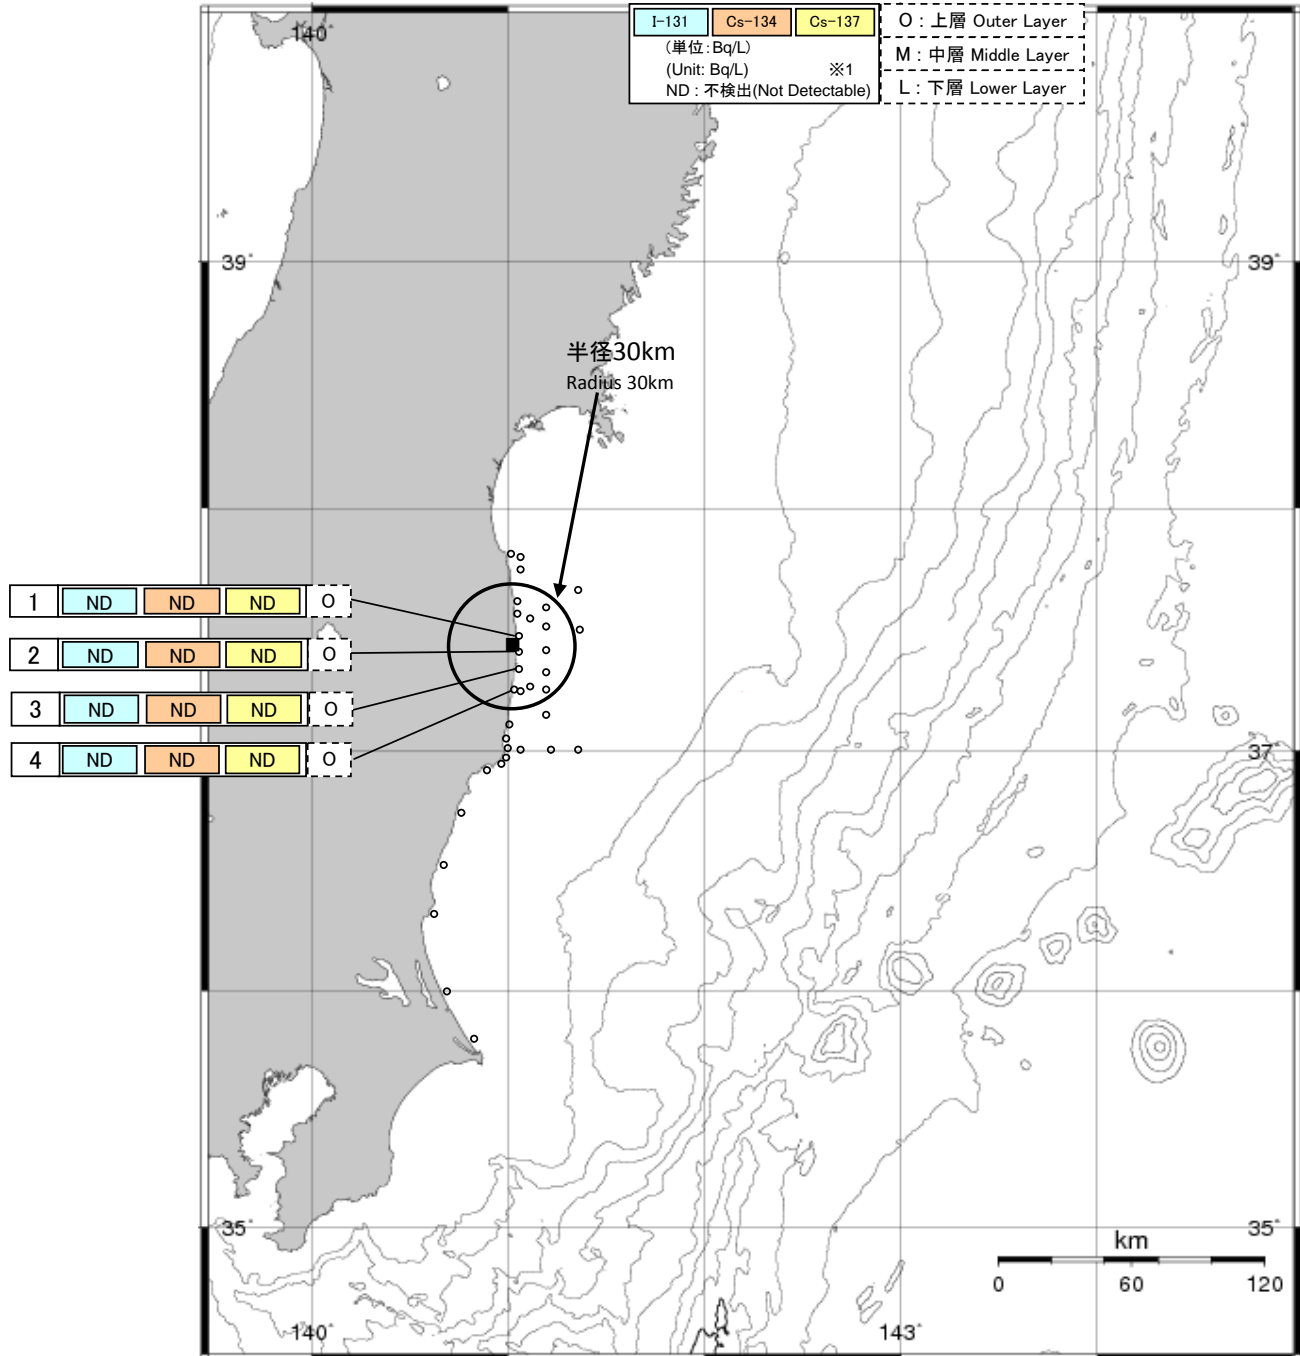 I-131 Cs-134 Cs-137
(単位:Bq/L)
(Unit: Bq/L) ※1
ND : 不検出(Not Detectable)
O : 上層 Outer Layer
M : 中層 Middle Layer
L : 下層 Lower Layer
140°
39° 39°
半径30km
Radius 30km
1 ND ND ND O
2 ND ND ND O
3 ND ND ND O
4 ND ND ND O
37°
35° 35°
km
0 60 120
140° 143°